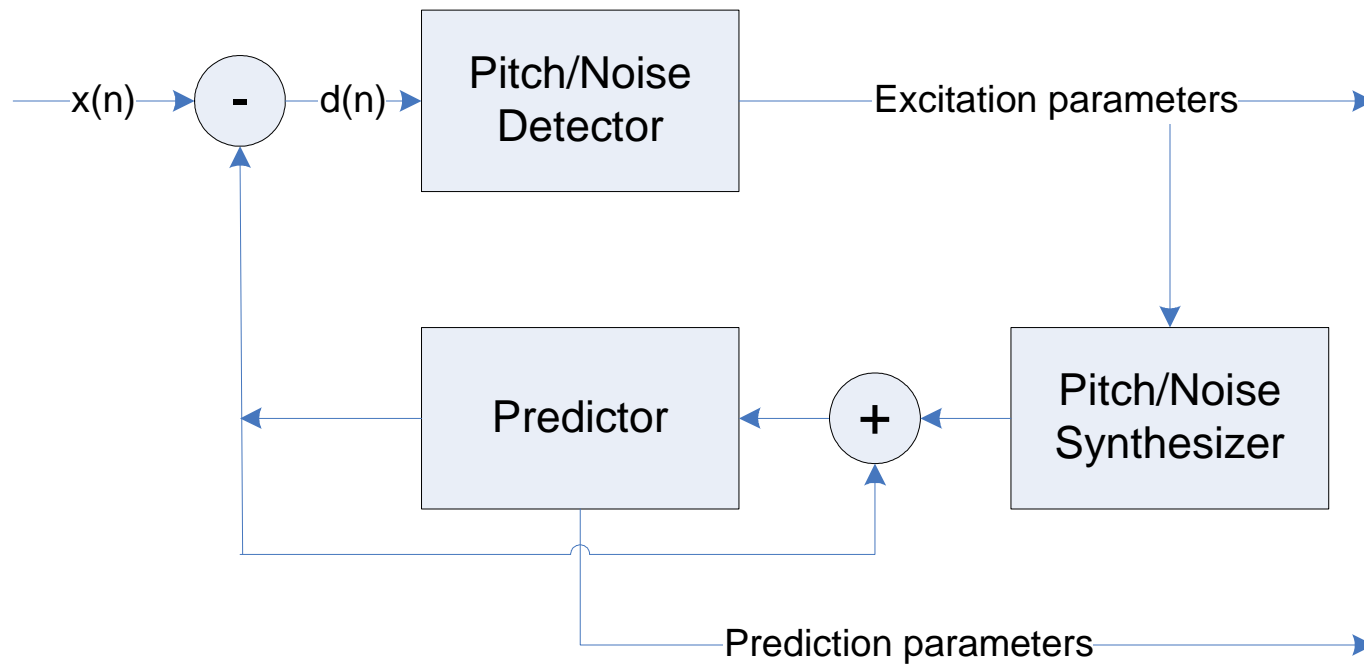 x(n)
-
d(n)
Pitch/Noise
Detector
Excitation parameters
Predictor
+
Pitch/Noise
Synthesizer
Prediction parameters